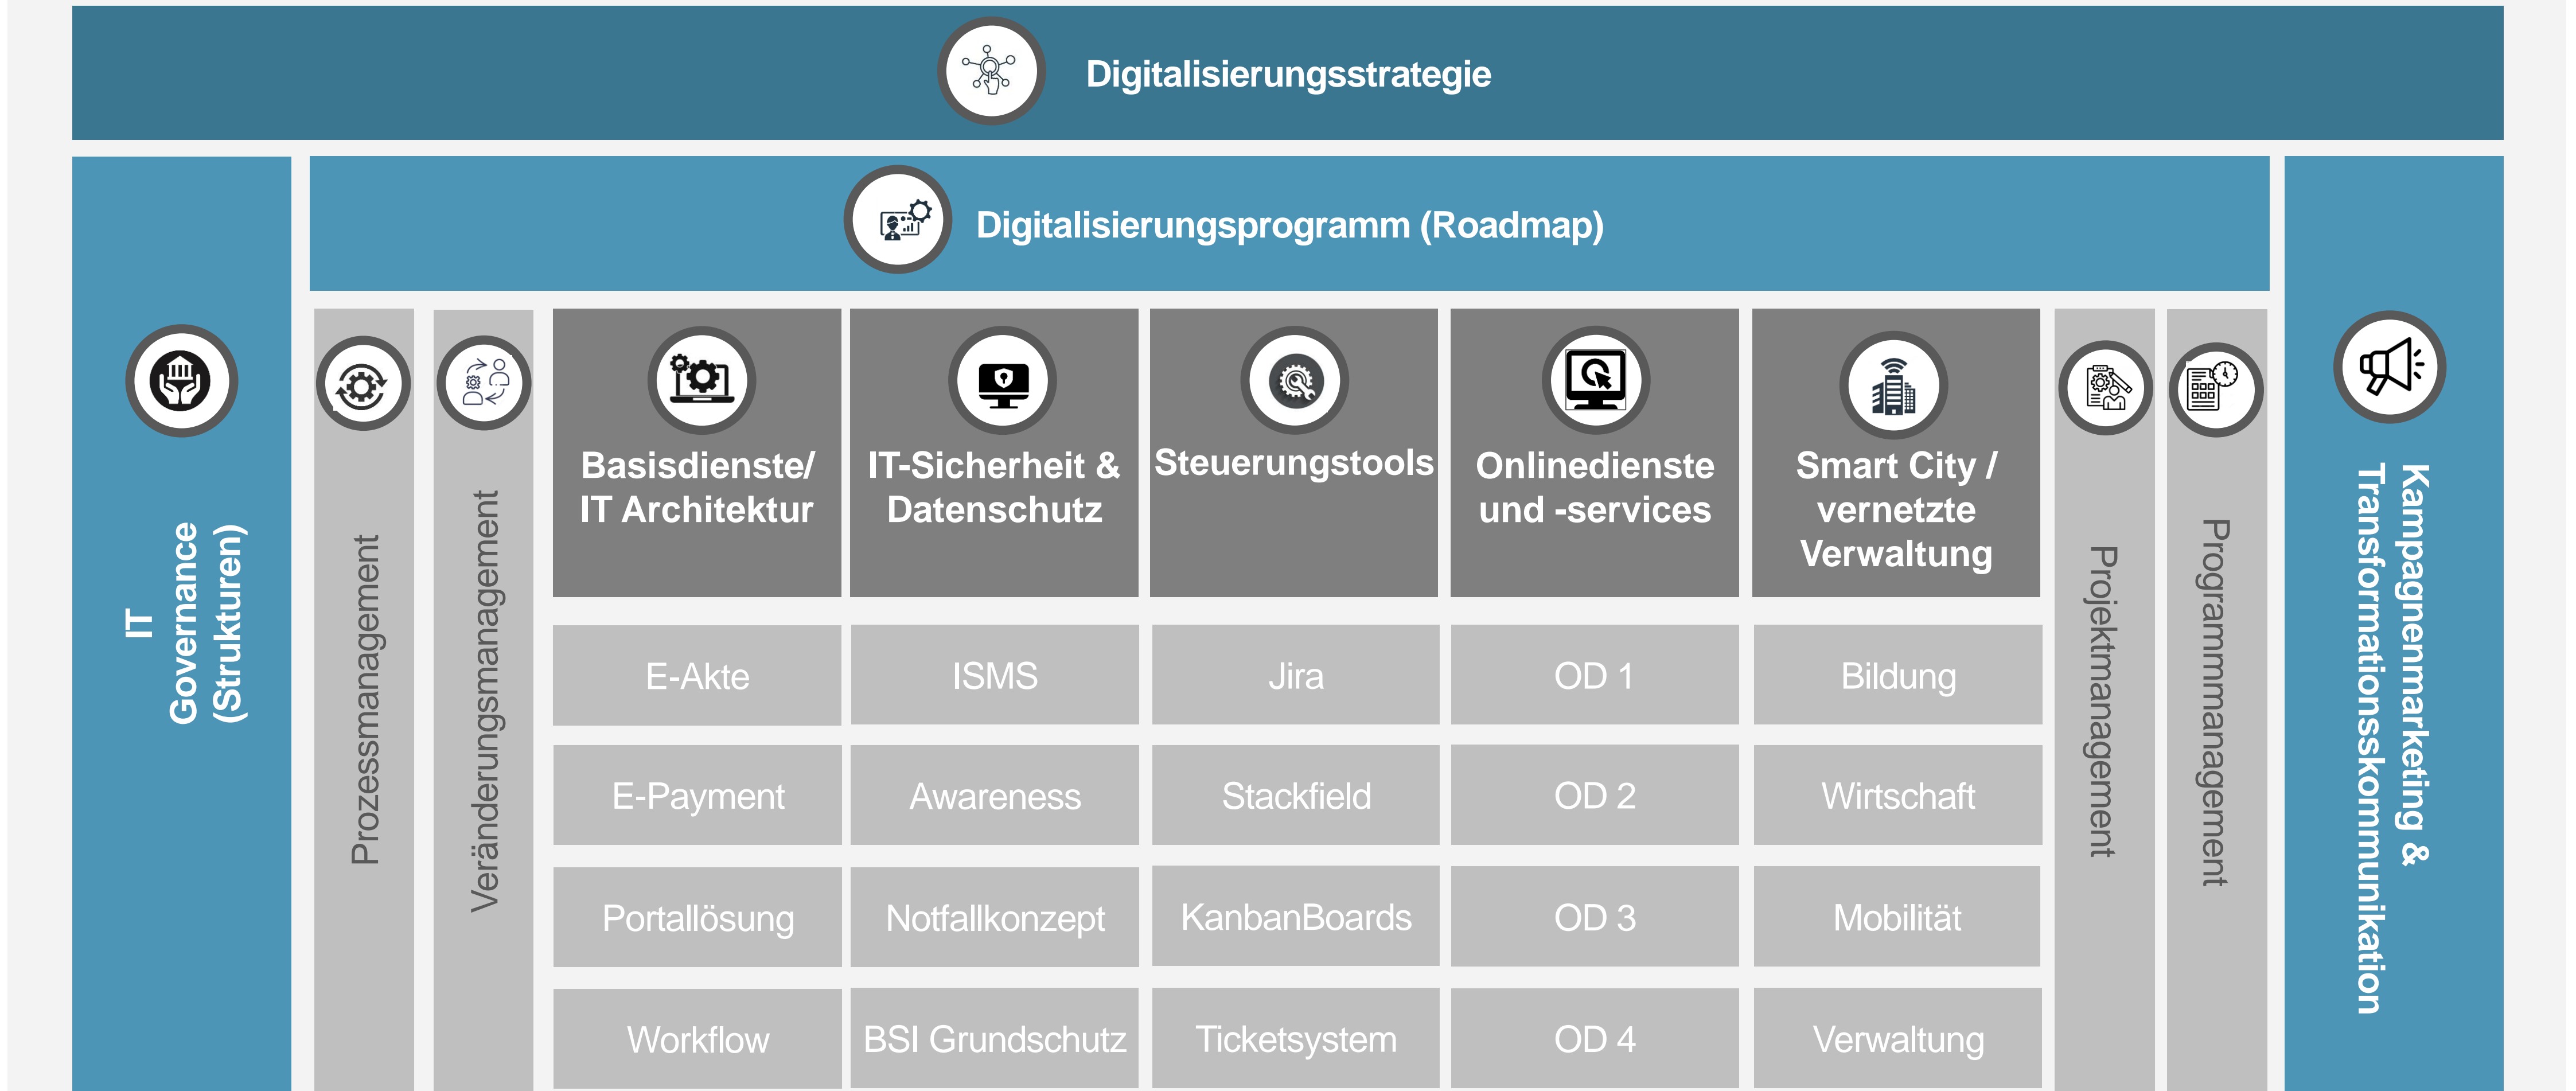 Digitalisierungsstrategie
Digitalisierungsprogramm (Roadmap)
IT
Governance
(Strukturen)
Prozessmanagement
Veränderungsmanagement
Basisdienste/
IT Architektur
E-Akte
E-Payment
Portallösung
Workflow
IT-Sicherheit &
Datenschutz
ISMS
Awareness
Notfallkonzept
BSI Grundschutz
Steuerungstools
Jira
Stackfield
KanbanBoards
Ticketsystem
Onlinedienste
und -services
OD 1
OD 2
OD 3
OD 4
Smart City /
vernetzte
Verwaltung
Bildung
Wirtschaft
Mobilität
Verwaltung
Projektmanagement
Programmmanagement
Kampagnenmarketing &
Transformationsskommunikation